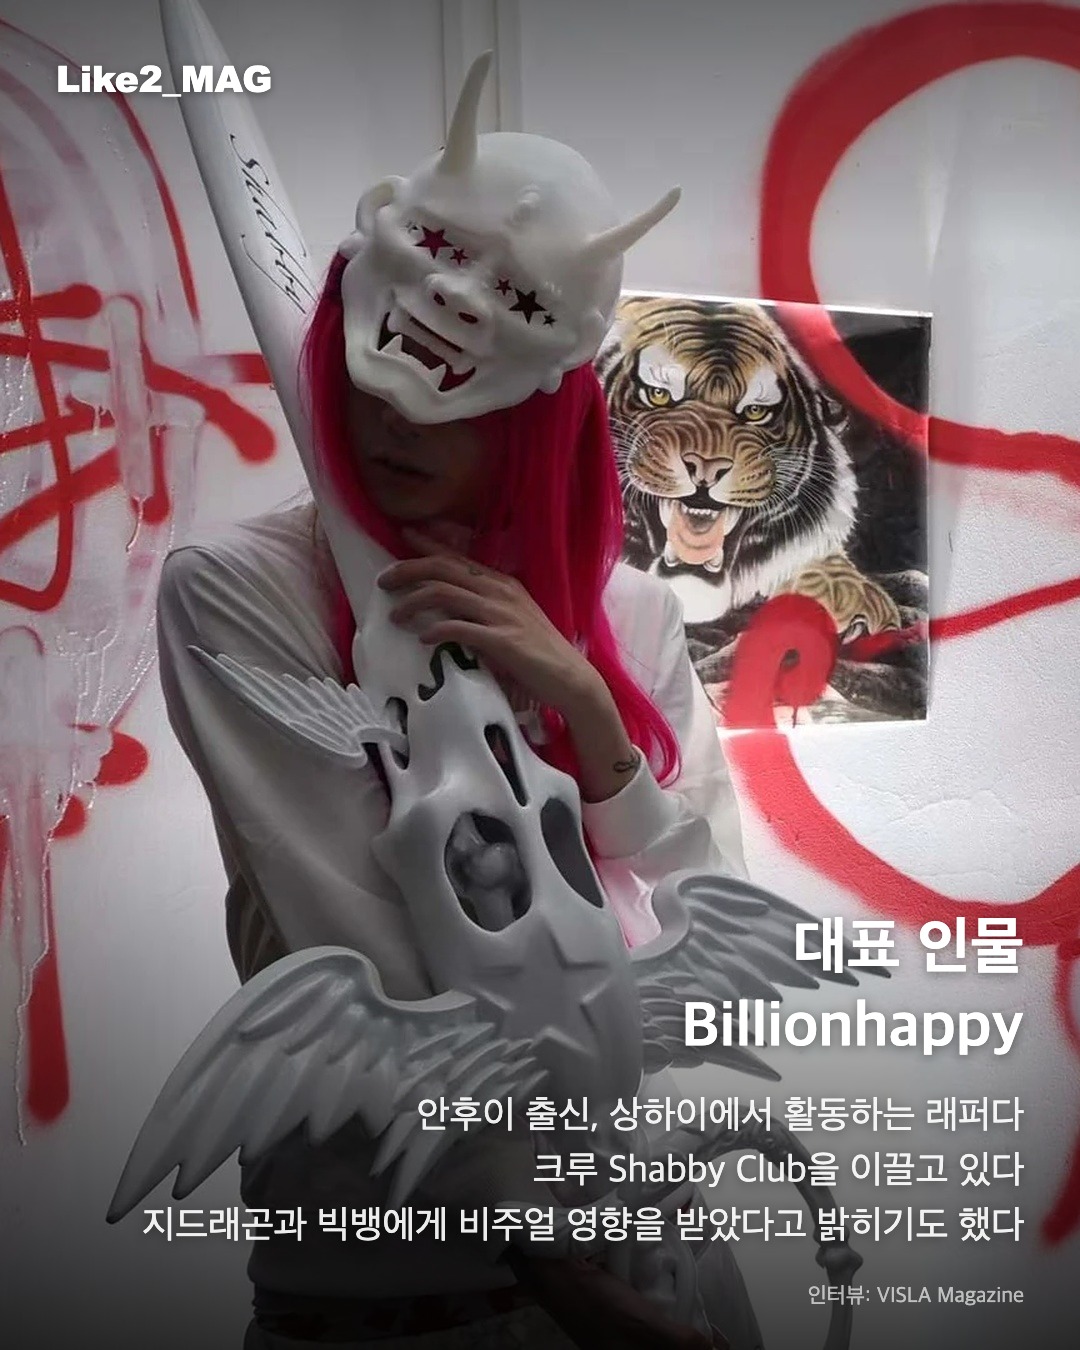 Like2_MAG
Shabby
대표 인물
Billionhappy
안후이 출신, 상하이에서 활동하는 래퍼다
크루 Shabby Club을 이끌고 있다
지드래곤과 빅뱅에게 비주얼 영향을 받았다고 밝히기도 했다
인터뷰: VISLA Magazine